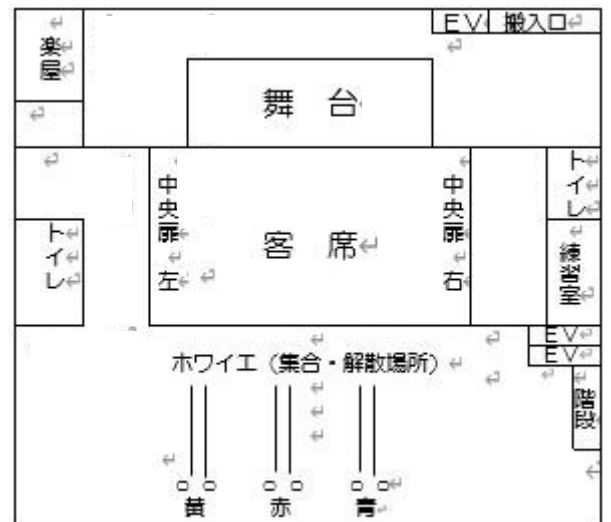 楽屋
EV 搬入口
舞 台
中央扉 左
客 席
中央扉 右
トイレ
トイレ
練習室
EV
EV
ホワイエ（集合・解散場所）
階段
黄 赤 青